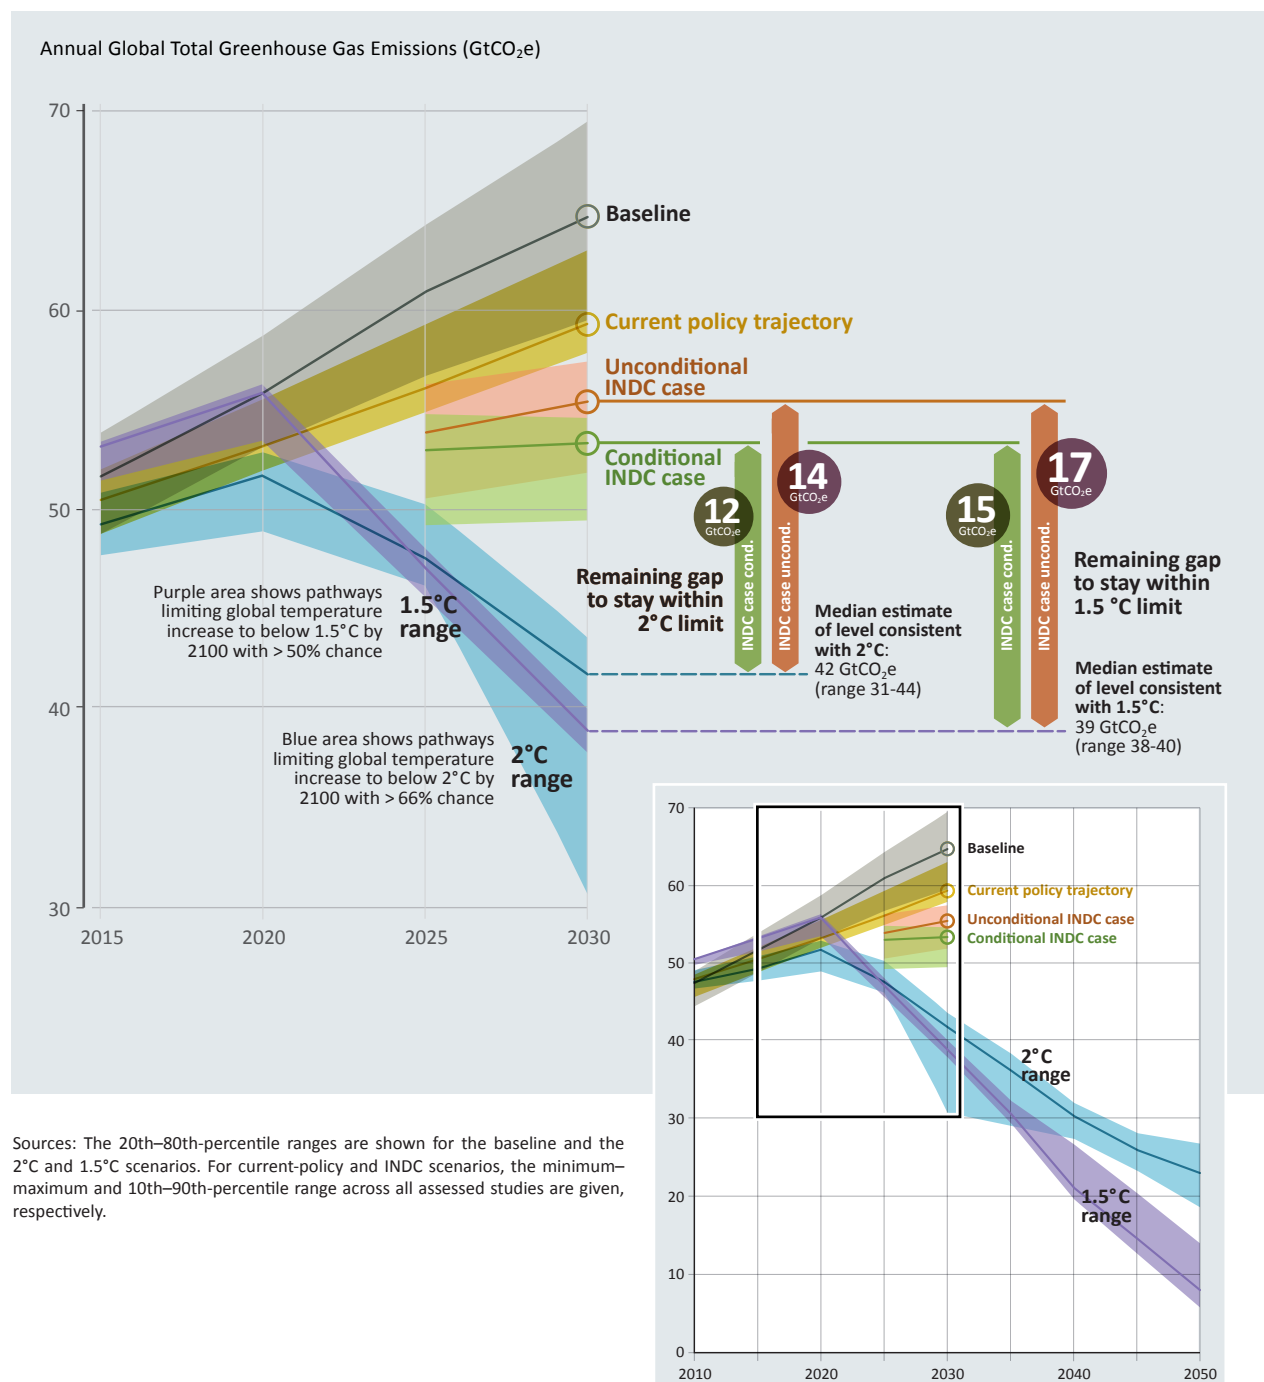 Annual Global Total Greenhouse Gas Emissions (GtCO₂e)
70
60
50
40
30
2015
2020
2025
2030
Baseline
Current policy trajectory
Unconditional
INDC case
Conditional
INDC case
12
GtCO₂e
14
GtCO₂e
15
GtCO₂e
17
GtCO₂e
INDC case cond.
INDC case uncond.
INDC case cond.
INDC case uncond.
Remaining gap
to stay within
2°C limit
Remaining gap
to stay within
1.5 °C limit
Median estimate
of level consistent
with 2°C:
42 GtCO₂e
(range 31-44)
Median estimate
of level consistent
with 1.5°C:
39 GtCO₂e
(range 38-40)
Purple area shows pathways
limiting global temperature
increase to below 1.5°C by
2100 with > 50% chance
1.5°C
range
Blue area shows pathways
limiting global temperature
increase to below 2°C by
2100 with > 66% chance
2°C
range
70
60
50
40
30
20
10
0
2010
2020
2030
2040
2050
Baseline
Current policy trajectory
Unconditional INDC case
Conditional INDC case
2°C
range
1.5°C
range
Sources: The 20th–80th-percentile ranges are shown for the baseline and the
2°C and 1.5°C scenarios. For current-policy and INDC scenarios, the minimum–
maximum and 10th–90th-percentile range across all assessed studies are given,
respectively.